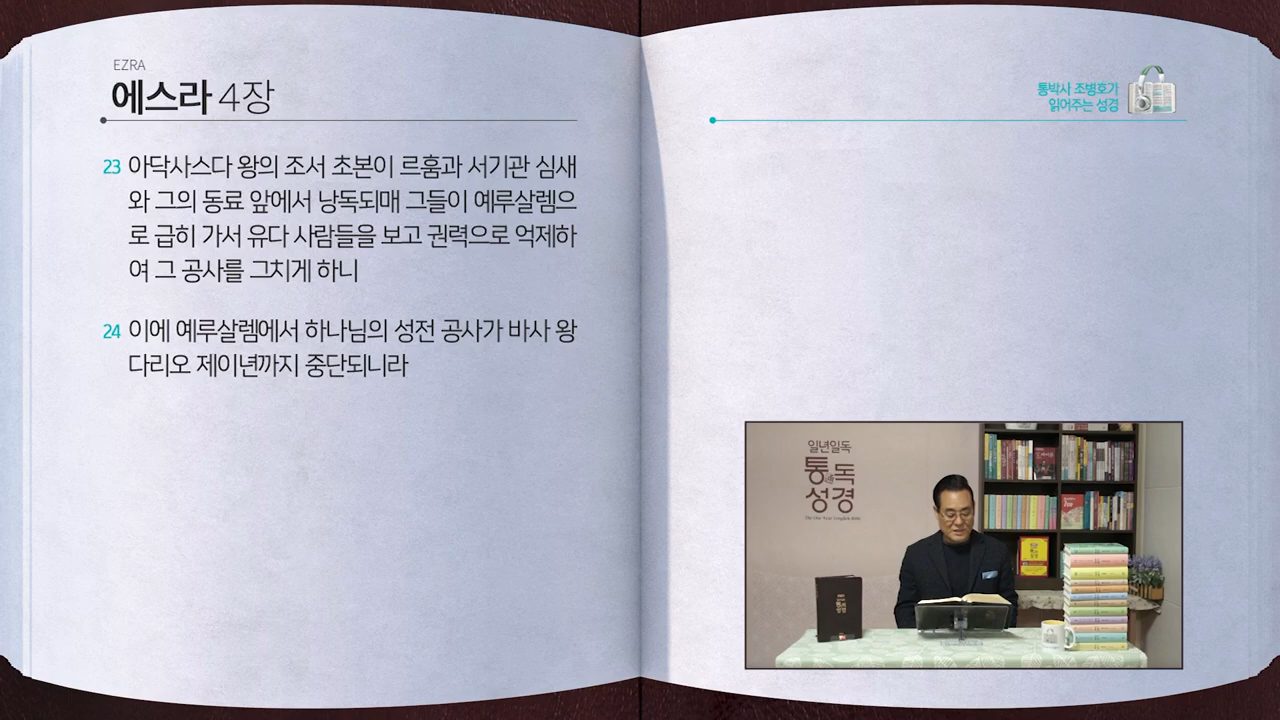 EZRA
에스라 4장
23 아닥사스다 왕의 조서 초본이 르훔과 서기관 심새
와 그의 동료 앞에서 낭독되매 그들이 예루살렘으
로 급히 가서 유다 사람들을 보고 권력으로 억제하
여 그 공사를 그치게 하니
24 이에 예루살렘에서 하나님의 성전 공사가 바사 왕
다리오 제이년까지 중단되니라
통박사 조병호가
읽어주는 성경
일년일독
통독
성경